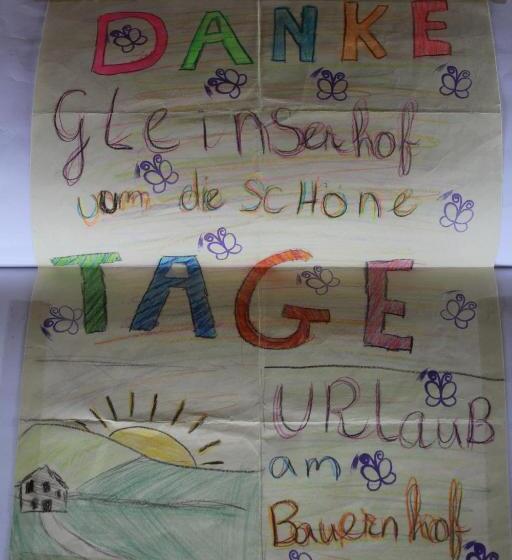 DANKE
Gleinserhof
vom die SCHöne
TAGE
URlauB
am
Bauernhof